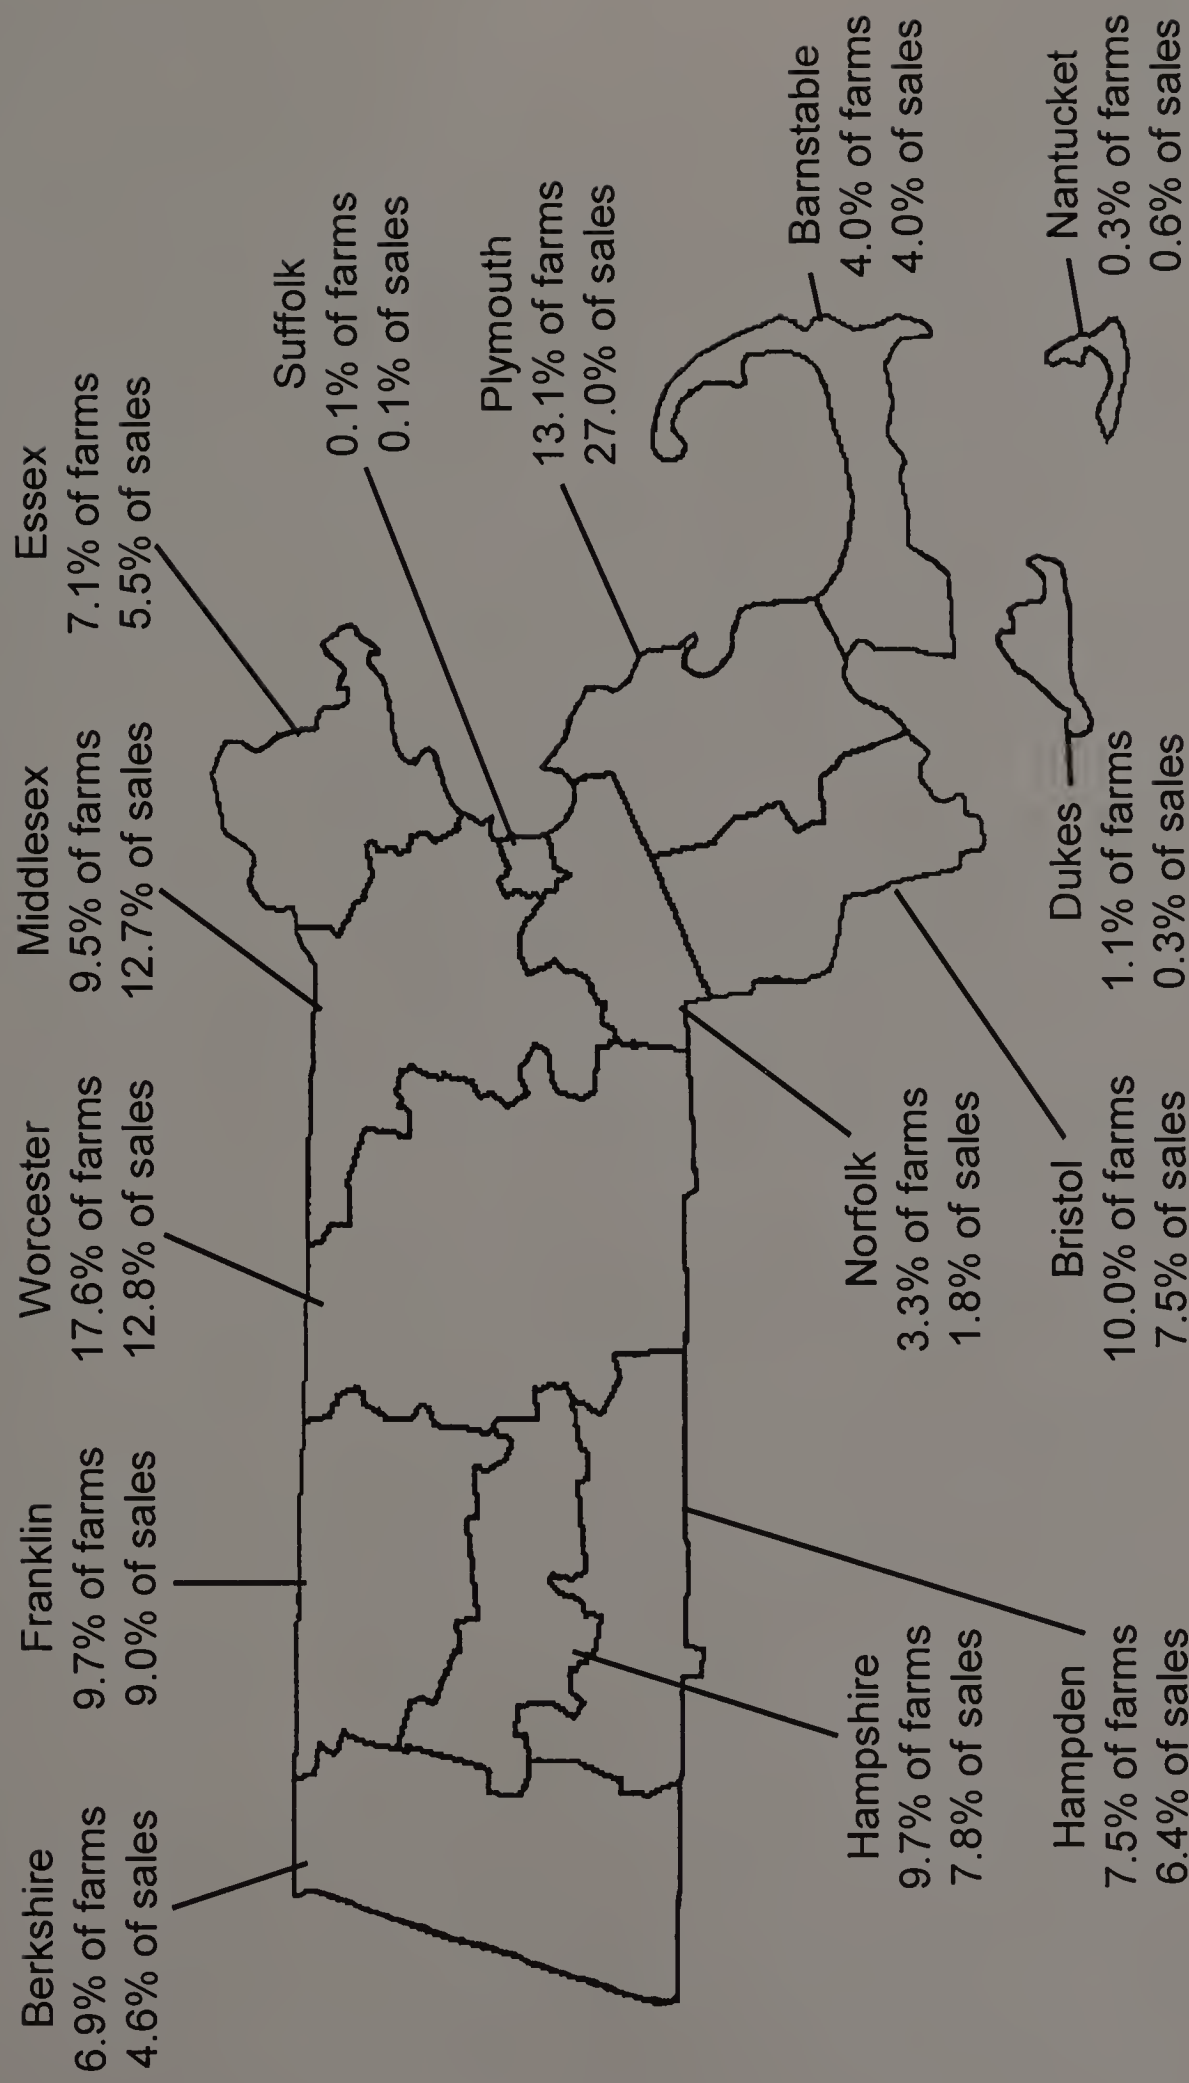 Berkshire
6.9% of farms
4.6% of sales
Franklin
9.7% of farms
9.0% of sales
Worcester
17.6% of farms
12.8% of sales
Middlesex
9.5% of farms
12.7% of sales
Essex
7.1% of farms
5.5% of sales
Suffolk
0.1% of farms
0.1% of sales
Plymouth
13.1% of farms
27.0% of sales
Barnstable
4.0% of farms
4.0% of sales
Nantucket
0.3% of farms
0.6% of sales
Dukes
1.1% of farms
0.3% of sales
Norfolk
3.3% of farms
1.8% of sales
Bristol
10.0% of farms
7.5% of sales
Hampshire
9.7% of farms
7.8% of sales
Hampden
7.5% of farms
6.4% of sales